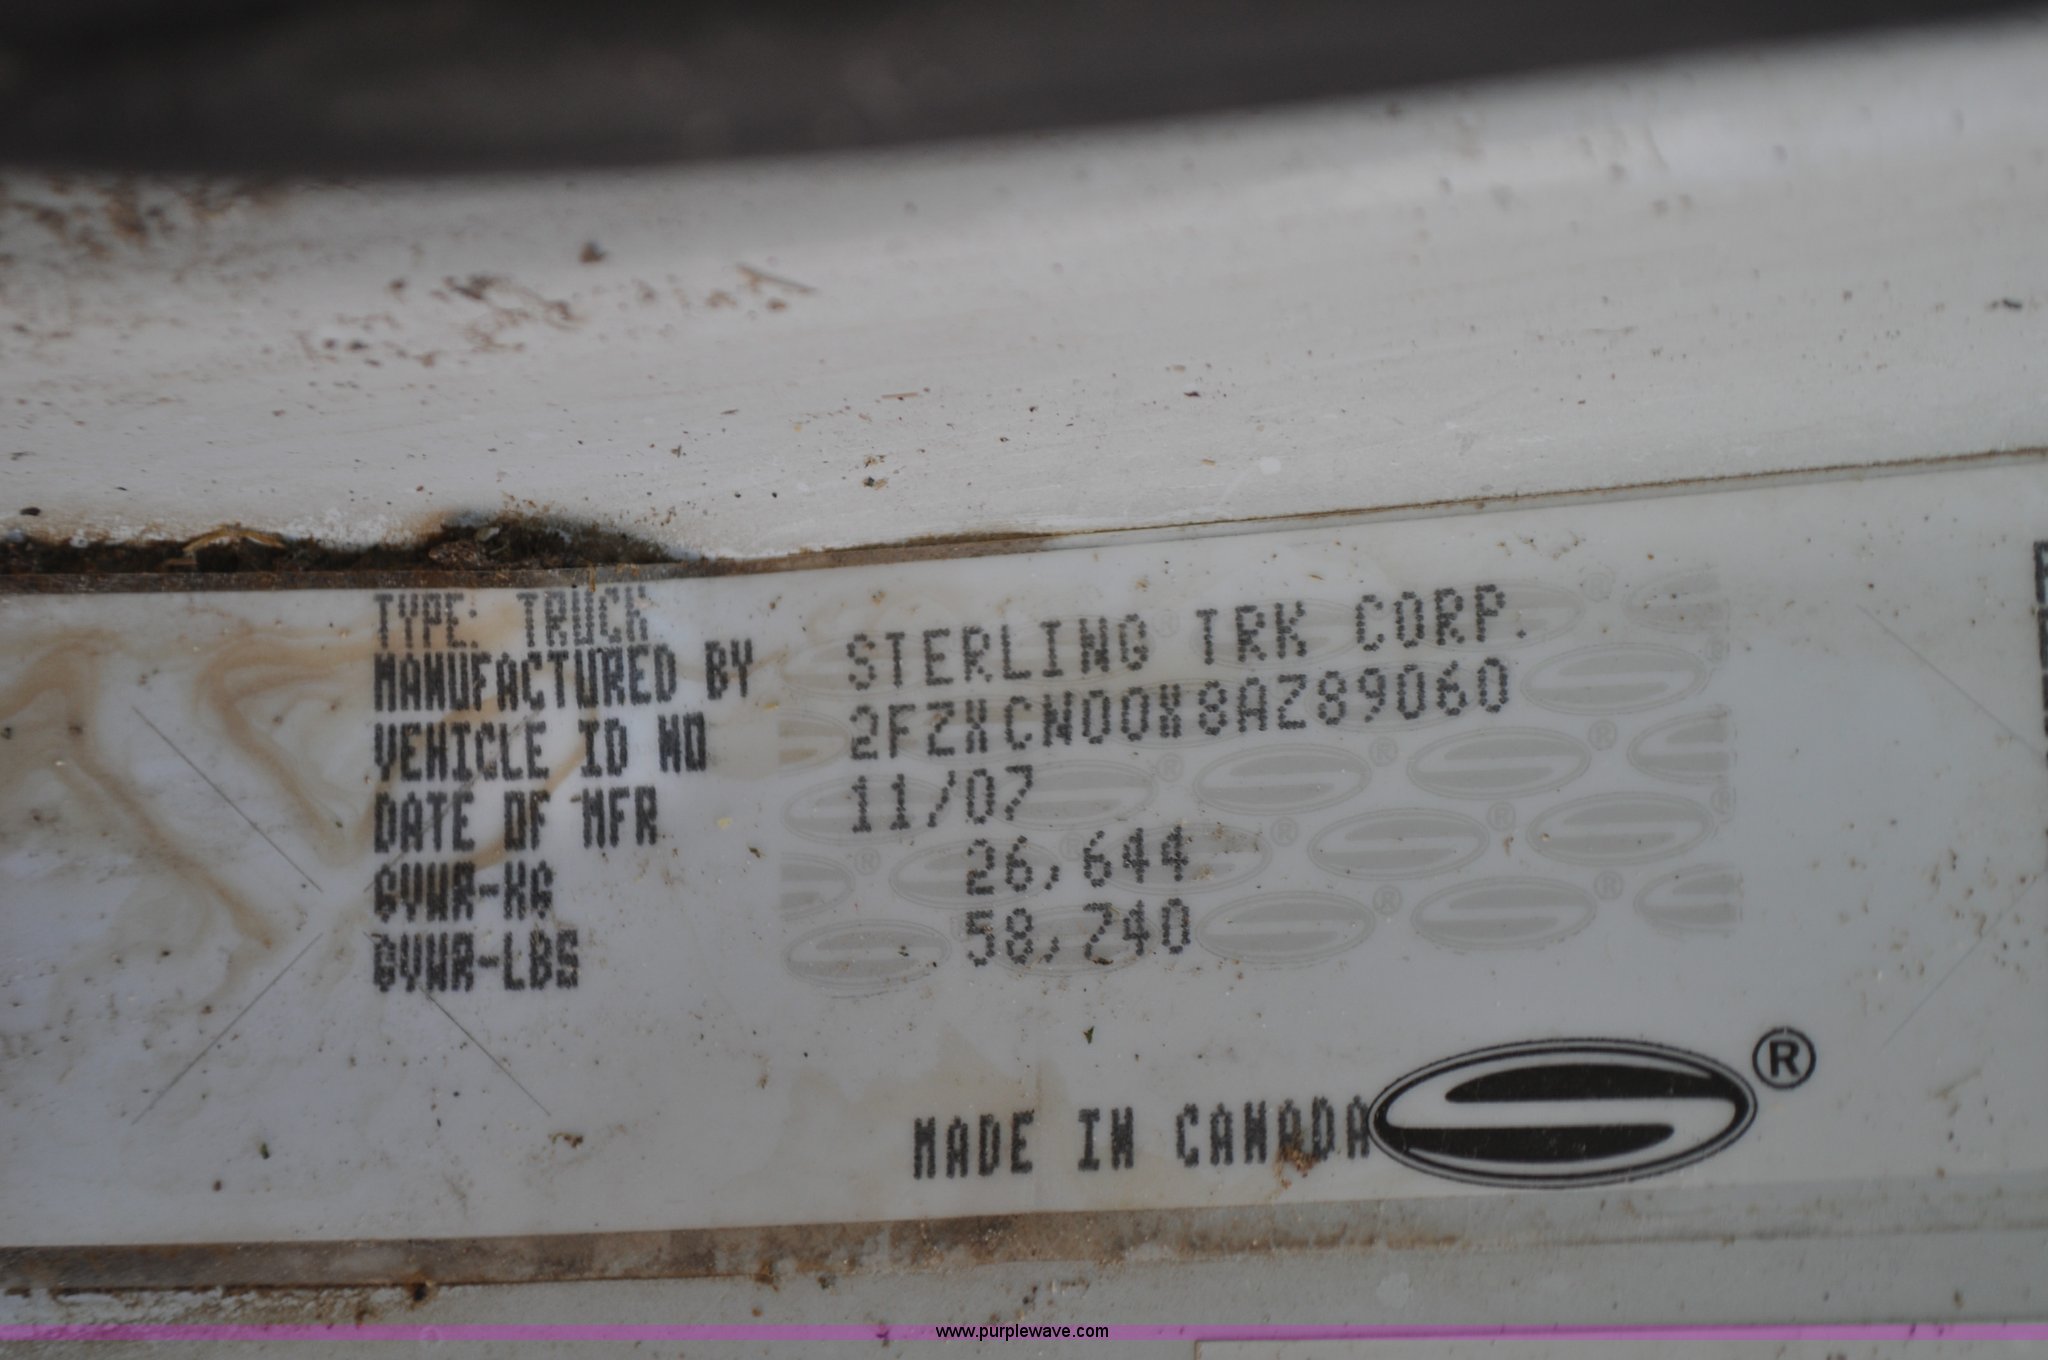 TYPE: TRUCK
MANUFACTURED BY STERLING TRK CORP.
VEHICLE ID NO 2FZXCN00X8AZ89060
DATE OF MFR 11/07
GVWR-KG 26,644
GVWR-LBS 58,740
MADE IN CANADA ®
www.purplewave.com